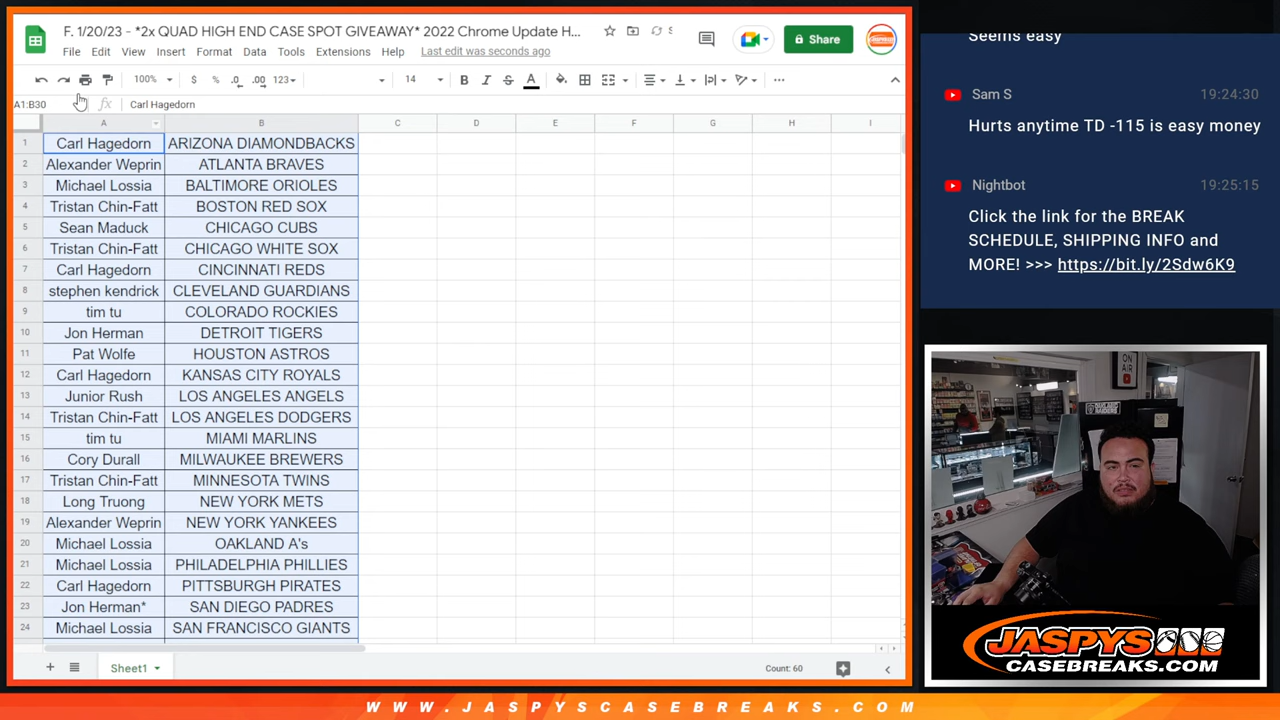 F. 1/20/23 - *2x QUAD HIGH END CASE SPOT GIVEAWAY* 2022 Chrome Update H...
File Edit View Insert Format Data Tools Extensions Help Last edit was seconds ago
Share
100% $ % .0 .00 123 14 B I S A
A1:B30 fx Carl Hagedorn
A B C D E F G H I
1 Carl Hagedorn ARIZONA DIAMONDBACKS
2 Alexander Weprin ATLANTA BRAVES
3 Michael Lossia BALTIMORE ORIOLES
4 Tristan Chin-Fatt BOSTON RED SOX
5 Sean Maduck CHICAGO CUBS
6 Tristan Chin-Fatt CHICAGO WHITE SOX
7 Carl Hagedorn CINCINNATI REDS
8 stephen kendrick CLEVELAND GUARDIANS
9 tim tu COLORADO ROCKIES
10 Jon Herman DETROIT TIGERS
11 Pat Wolfe HOUSTON ASTROS
12 Carl Hagedorn KANSAS CITY ROYALS
13 Junior Rush LOS ANGELES ANGELS
14 Tristan Chin-Fatt LOS ANGELES DODGERS
15 tim tu MIAMI MARLINS
16 Cory Durall MILWAUKEE BREWERS
17 Tristan Chin-Fatt MINNESOTA TWINS
18 Long Truong NEW YORK METS
19 Alexander Weprin NEW YORK YANKEES
20 Michael Lossia OAKLAND A's
21 Michael Lossia PHILADELPHIA PHILLIES
22 Carl Hagedorn PITTSBURGH PIRATES
23 Jon Herman* SAN DIEGO PADRES
24 Michael Lossia SAN FRANCISCO GIANTS
Sheet1 Count: 60
Seems easy
Sam S 19:24:30
Hurts anytime TD -115 is easy money
Nightbot 19:25:15
Click the link for the BREAK
SCHEDULE, SHIPPING INFO and
MORE! >>> https://bit.ly/2Sdw6K9
ON
AIR
JASPYS
CASEBREAKS.COM
WWW.JASPYSCASEBREAKS.COM